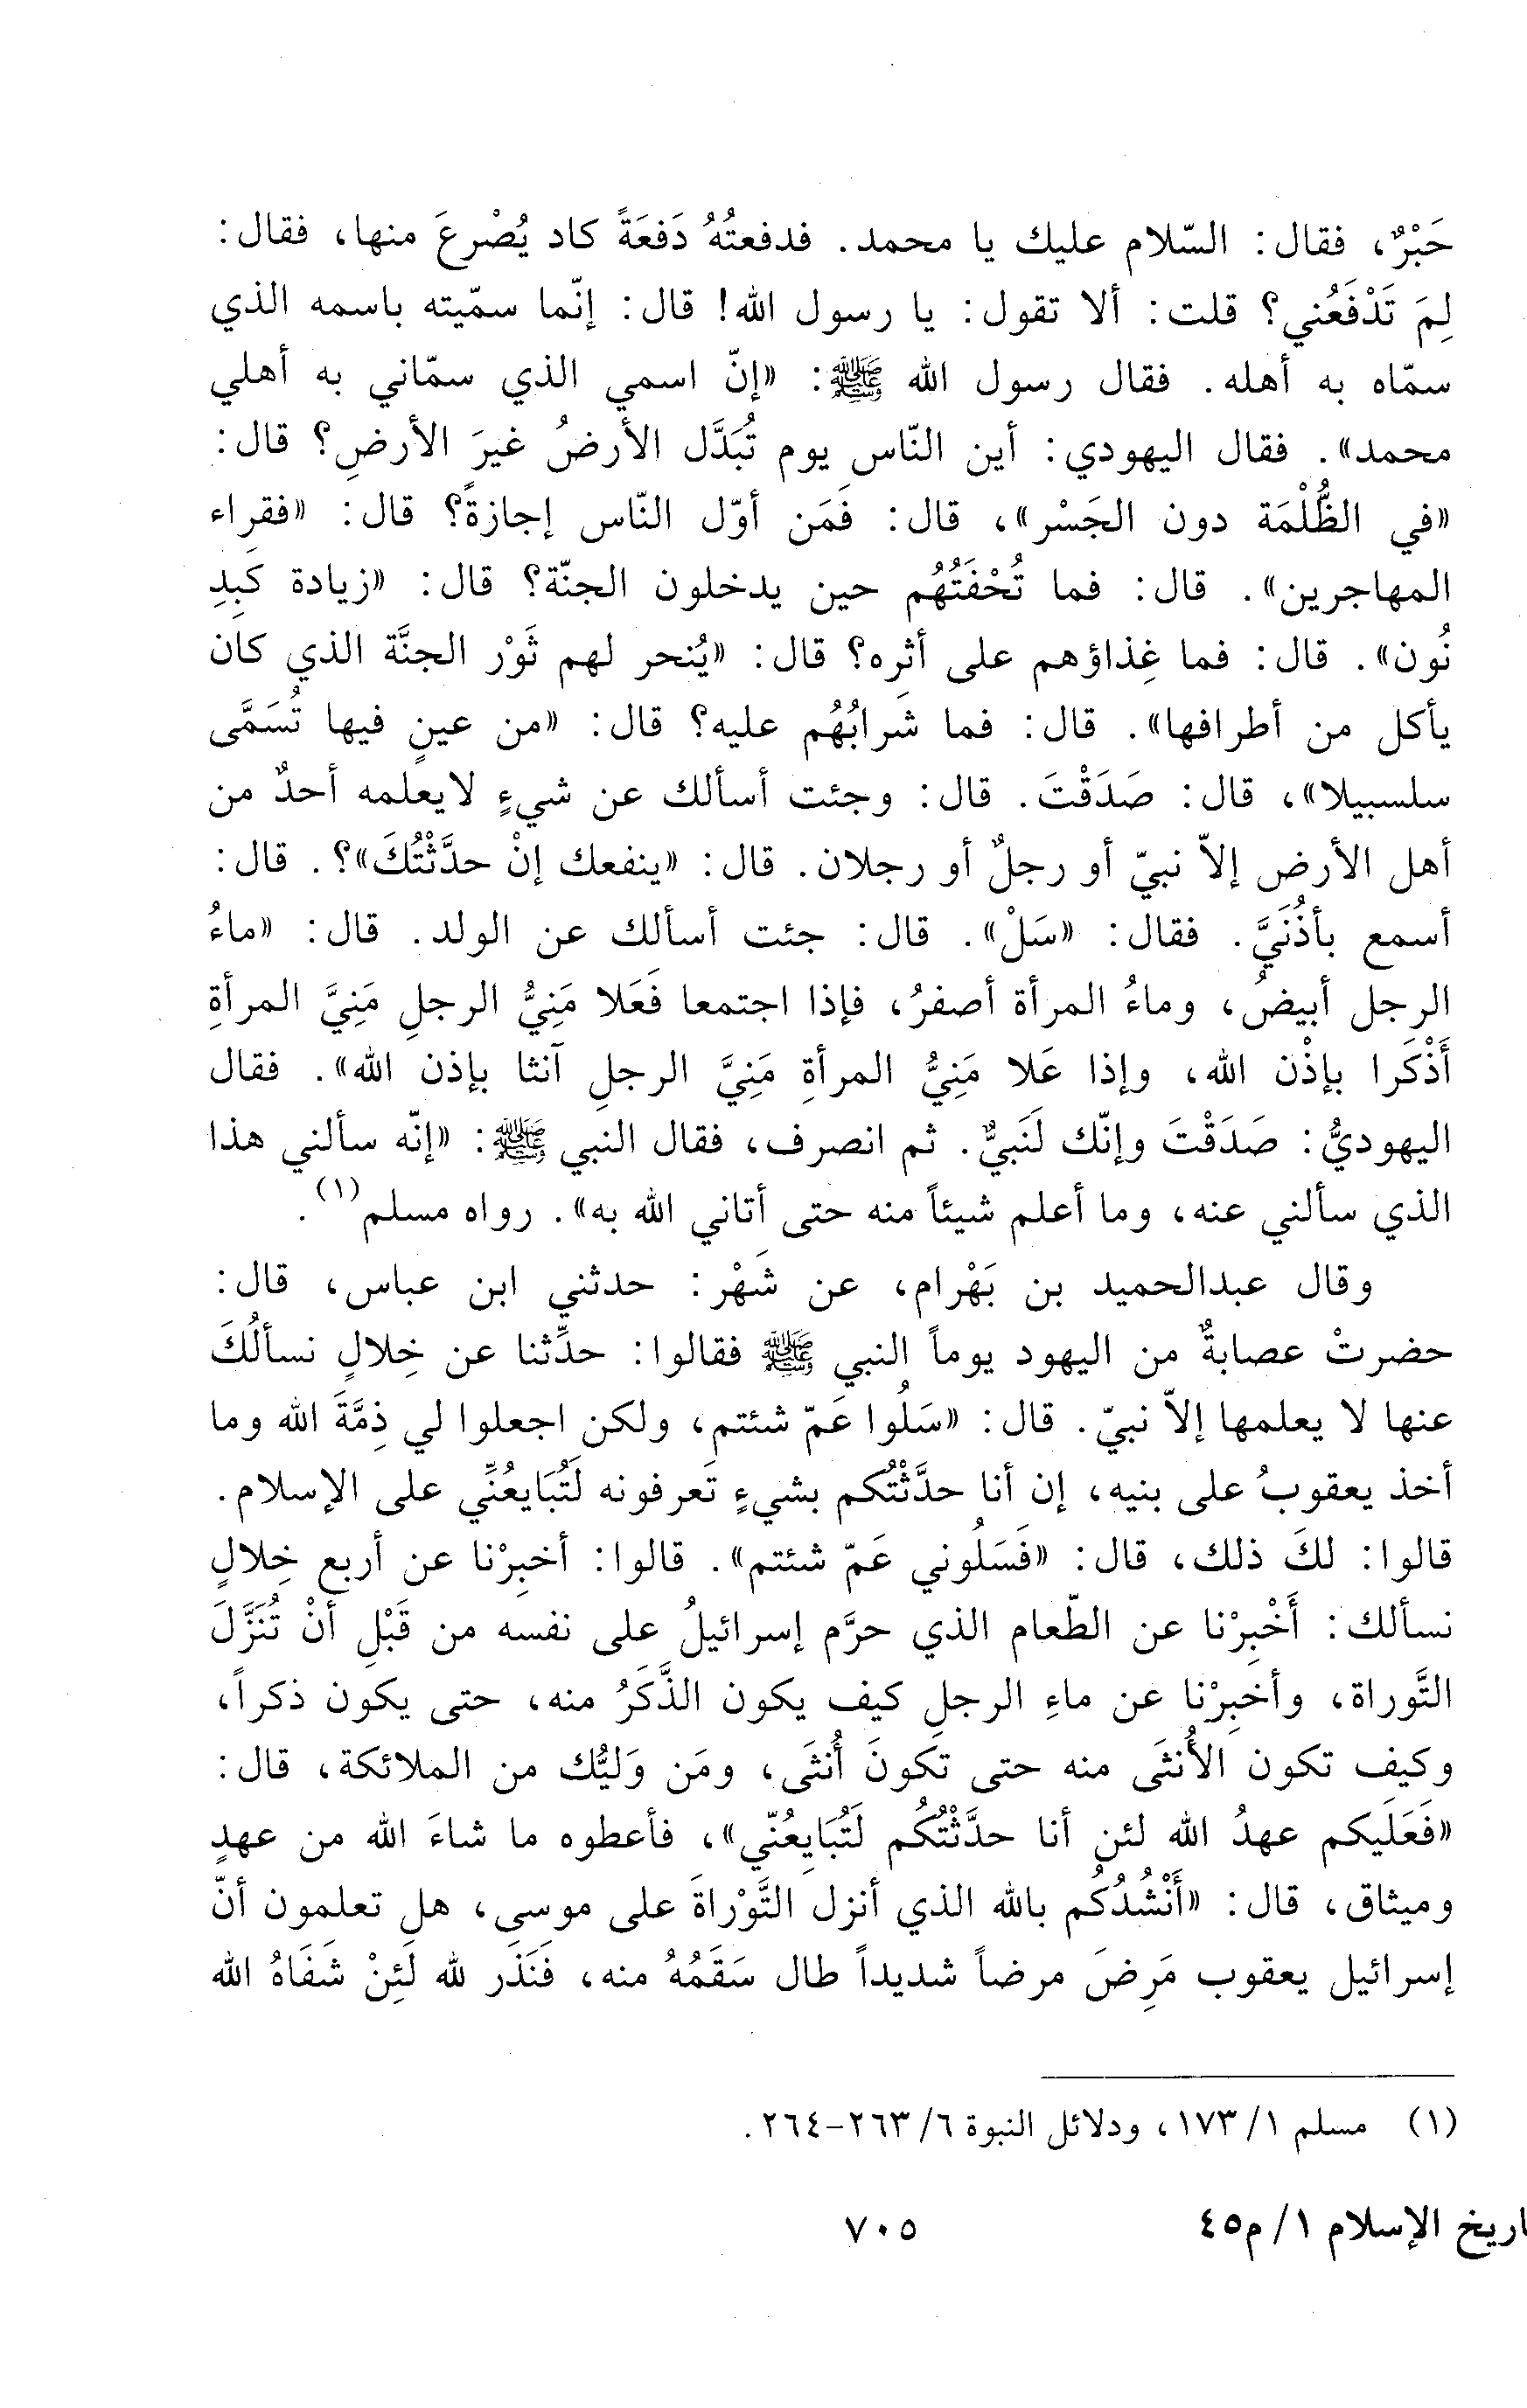 حَبْرٌ، فقال: السّلام عليك يا محمد. فدفعتُهُ دَفعَةً كاد يُصْرعَ منها، فقال:
لِمَ تَدْفَعُني؟ قلت: ألا تقول: يا رسول الله! قال: إنّما سمّيته باسمه الذي
سمّاه به أهله. فقال رسول الله ﷺ: «إنّ اسمي الذي سمّاني به أهلي
محمد». فقال اليهودي: أين النّاس يوم تُبَدَّل الأرضُ غيرَ الأرضِ؟ قال:
«في الظُّلْمَة دون الجَسْر»، قال: فَمَن أوّل النّاس إجازةً؟ قال: «فقراء
المهاجرين». قال: فما تُحْفَتُهُم حين يدخلون الجنّة؟ قال: «زيادة كَبِدِ
نُون». قال: فما غِذاؤهم على أثرِه؟ قال: «يُنحر لهم ثَوْر الجنَّة الذي كان
يأكل من أطرافها». قال: فما شَرابُهُم عليه؟ قال: «من عينٍ فيها تُسَمَّى
سلسبيلا»، قال: صَدَقْتَ. قال: وجئت أسألك عن شيءٍ لايعلمه أحدٌ من
أهل الأرض إلاّ نبيّ أو رجلٌ أو رجلان. قال: «ينفعك إنْ حدَّثْتُكَ»؟. قال:
أسمع بأذُنَيَّ. فقال: «سَلْ». قال: جئت أسألك عن الولد. قال: «ماءُ
الرجل أبيضُ، وماءُ المرأة أصفرُ، فإذا اجتمعا فَعَلا مَنِيُّ الرجلِ مَنِيَّ المرأةِ
أَذْكَرا بإذْن الله، وإذا عَلا مَنِيُّ المرأةِ مَنِيَّ الرجلِ آنثا بإذن الله». فقال
اليهوديُّ: صَدَقْتَ وإنّك لَنَبيٌّ. ثم انصرف، فقال النبي ﷺ: «إنّه سألني هذا
الذي سألني عنه، وما أعلم شيئاً منه حتى أتاني الله به». رواه مسلم(١).
وقال عبدالحميد بن بَهْرام، عن شَهْر: حدثني ابن عباس، قال:
حضرتْ عصابةٌ من اليهود يوماً النبي ﷺ فقالوا: حدِّثنا عن خِلالٍ نسألُكَ
عنها لا يعلمها إلاّ نبيّ. قال: «سَلُوا عَمّ شئتم، ولكن اجعلوا لي ذِمَّةَ الله وما
أخذ يعقوبُ على بنيه، إن أنا حدَّثْتُكم بشيءٍ تَعرفونه لَتُبَايعُنِّي على الإسلام.
قالوا: لكَ ذلك، قال: «فَسَلُوني عَمّ شئتم». قالوا: أخبِرْنا عن أربع خِلالٍ
نسألك: أَخْبِرْنا عن الطّعام الذي حرَّم إسرائيلُ على نفسه من قَبْلِ أنْ تُنَزَّلَ
التَّوراة، وأخبِرْنا عن ماءِ الرجلِ كيف يكون الذَّكَرُ منه، حتى يكون ذكراً،
وكيف تكون الأُنثَى منه حتى تكونَ أُنثَى، ومَن وَليُّك من الملائكة، قال:
«فَعَلَيكم عهدُ الله لئن أنا حدَّثْتُكُم لَتُبَايِعُنّي»، فأعطوه ما شاءَ الله من عهدٍ
وميثاق، قال: «أَنْشُدُكُم بالله الذي أنزل التَّوْراةَ على موسى، هل تعلمون أنّ
إسرائيل يعقوب مَرِضَ مرضاً شديداً طال سَقَمُهُ منه، فَنَذَر لله لَئِنْ شَفَاهُ الله
(١) مسلم ١/ ١٧٣، ودلائل النبوة ٦/ ٢٦٣-٢٦٤.
اريخ الإسلام ١/ م٤٥
٧٠٥